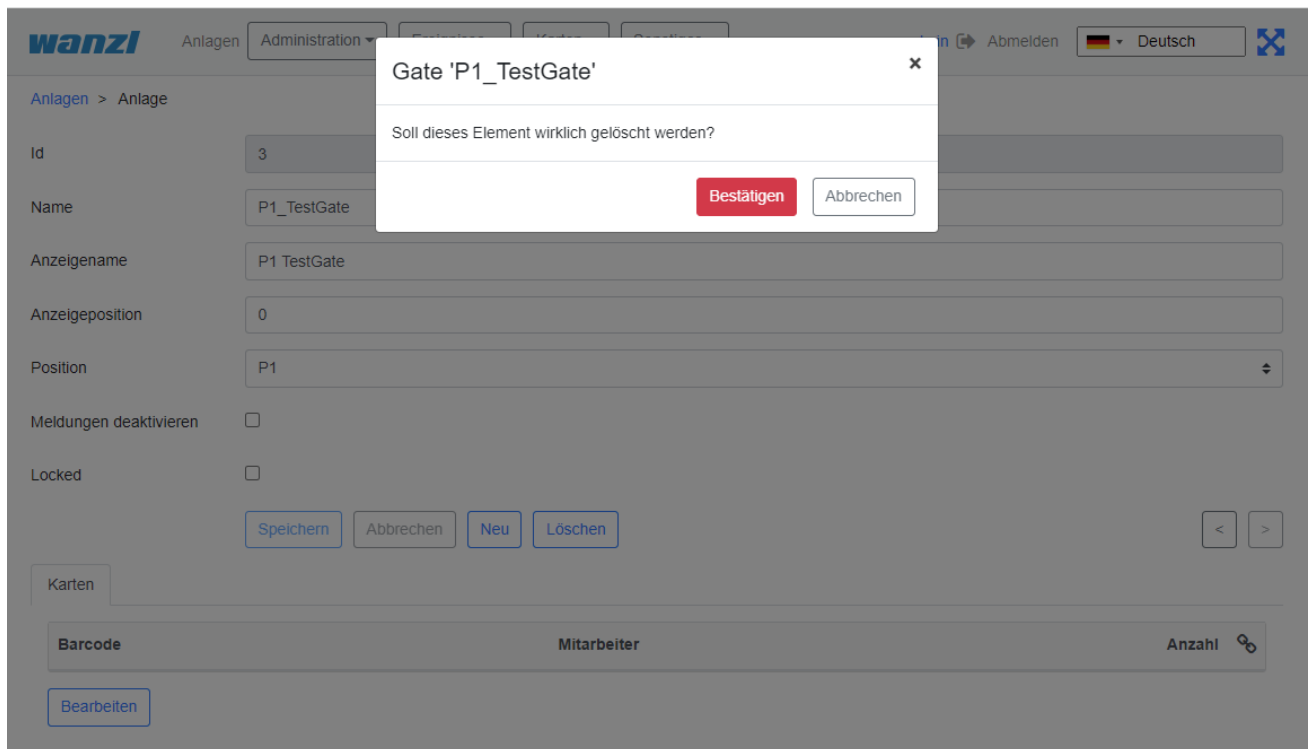 wanzl Anlagen Administration Deutsch
Abmelden
Gate 'P1_TestGate' ×
Anlagen > Anlage
Soll dieses Element wirklich gelöscht werden?
Id 3
Bestätigen Abbrechen
Name P1_TestGate
Anzeigename P1 TestGate
Anzeigeposition 0
Position P1
Meldungen deaktivieren
Locked
Speichern Abbrechen Neu Löschen < >
Karten
Barcode Mitarbeiter Anzahl
Bearbeiten